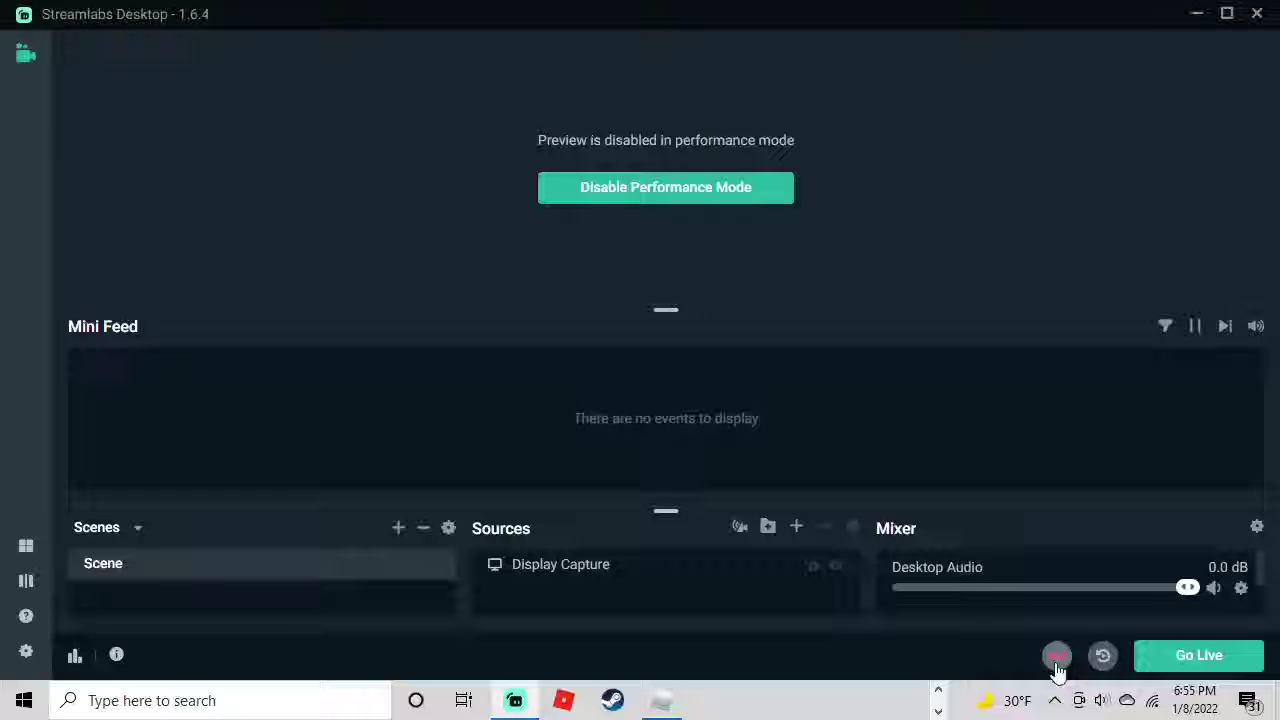 Streamlabs Desktop - 1.6.4
Preview is disabled in performance mode
Disable Performance Mode
Mini Feed
There are no events to display
Scenes
Sources
Mixer
Scene
Display Capture
Desktop Audio
0.0 dB
Go Live
Type here to search
30°F
6:55 PM
1/8/2022
31